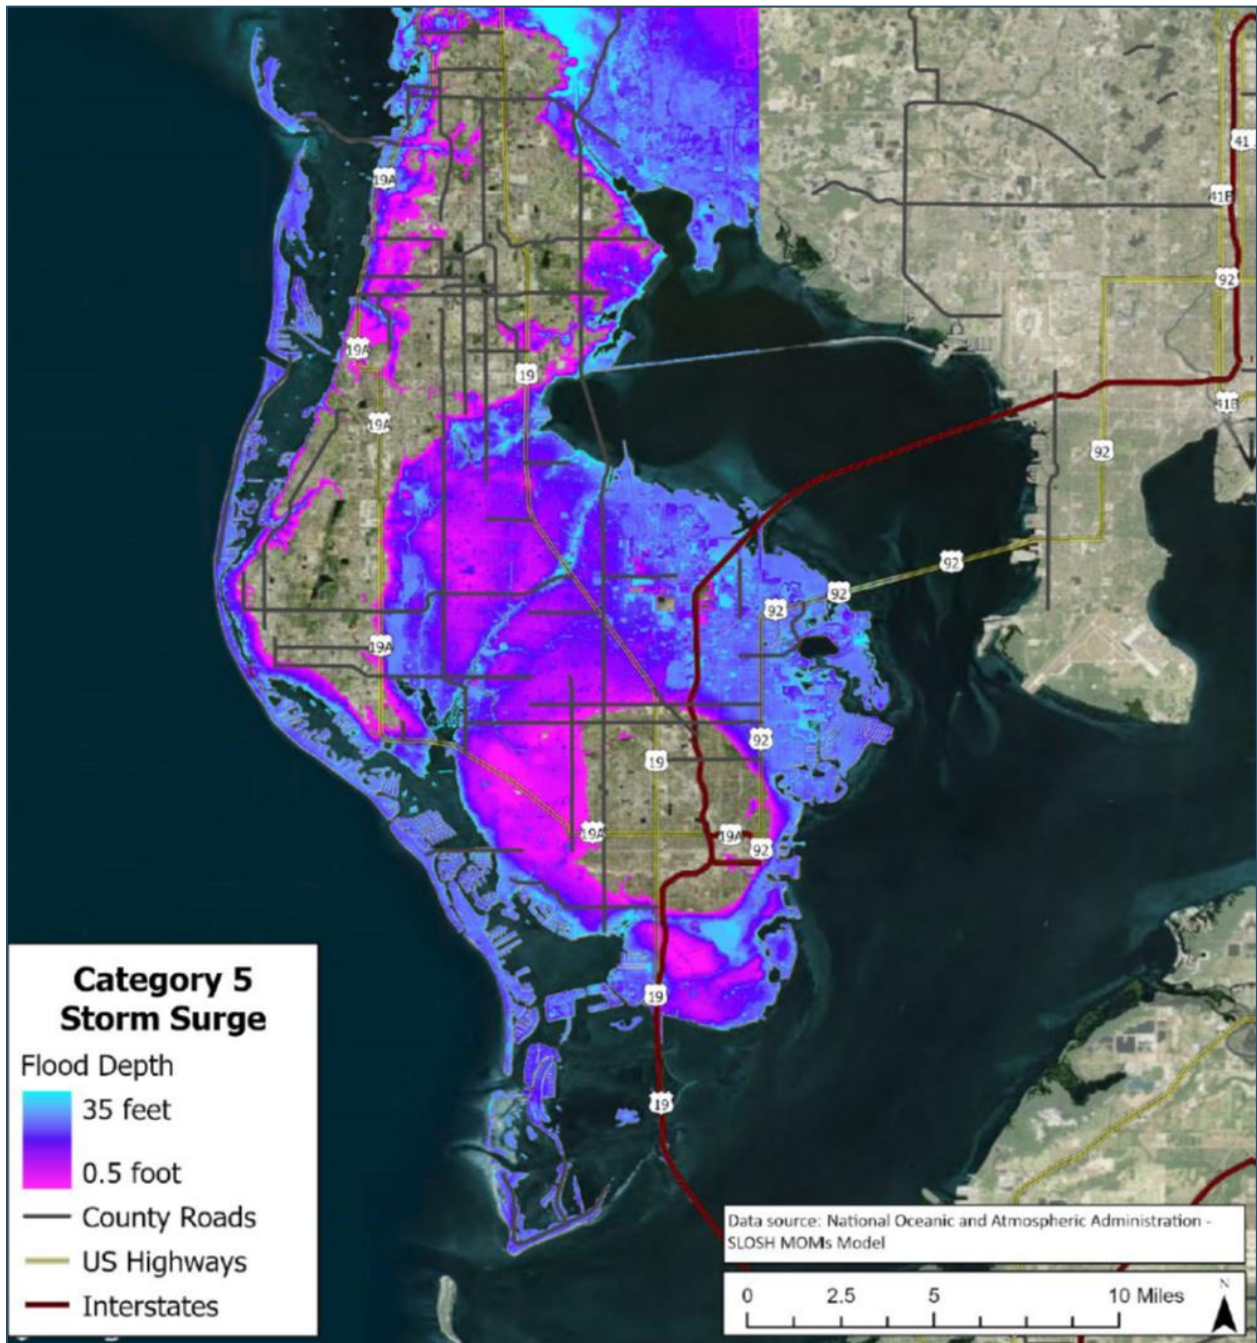 41
41B
19A
92
19A
19
41B
19A
92
92
92
92
19A
92
19
19A
19A
92
19
19
Category 5
Storm Surge
Flood Depth
35 feet
0.5 foot
County Roads
US Highways
Interstates
Data source: National Oceanic and Atmospheric Administration -
SLOSH MOMs Model
0 2.5 5 10 Miles
N